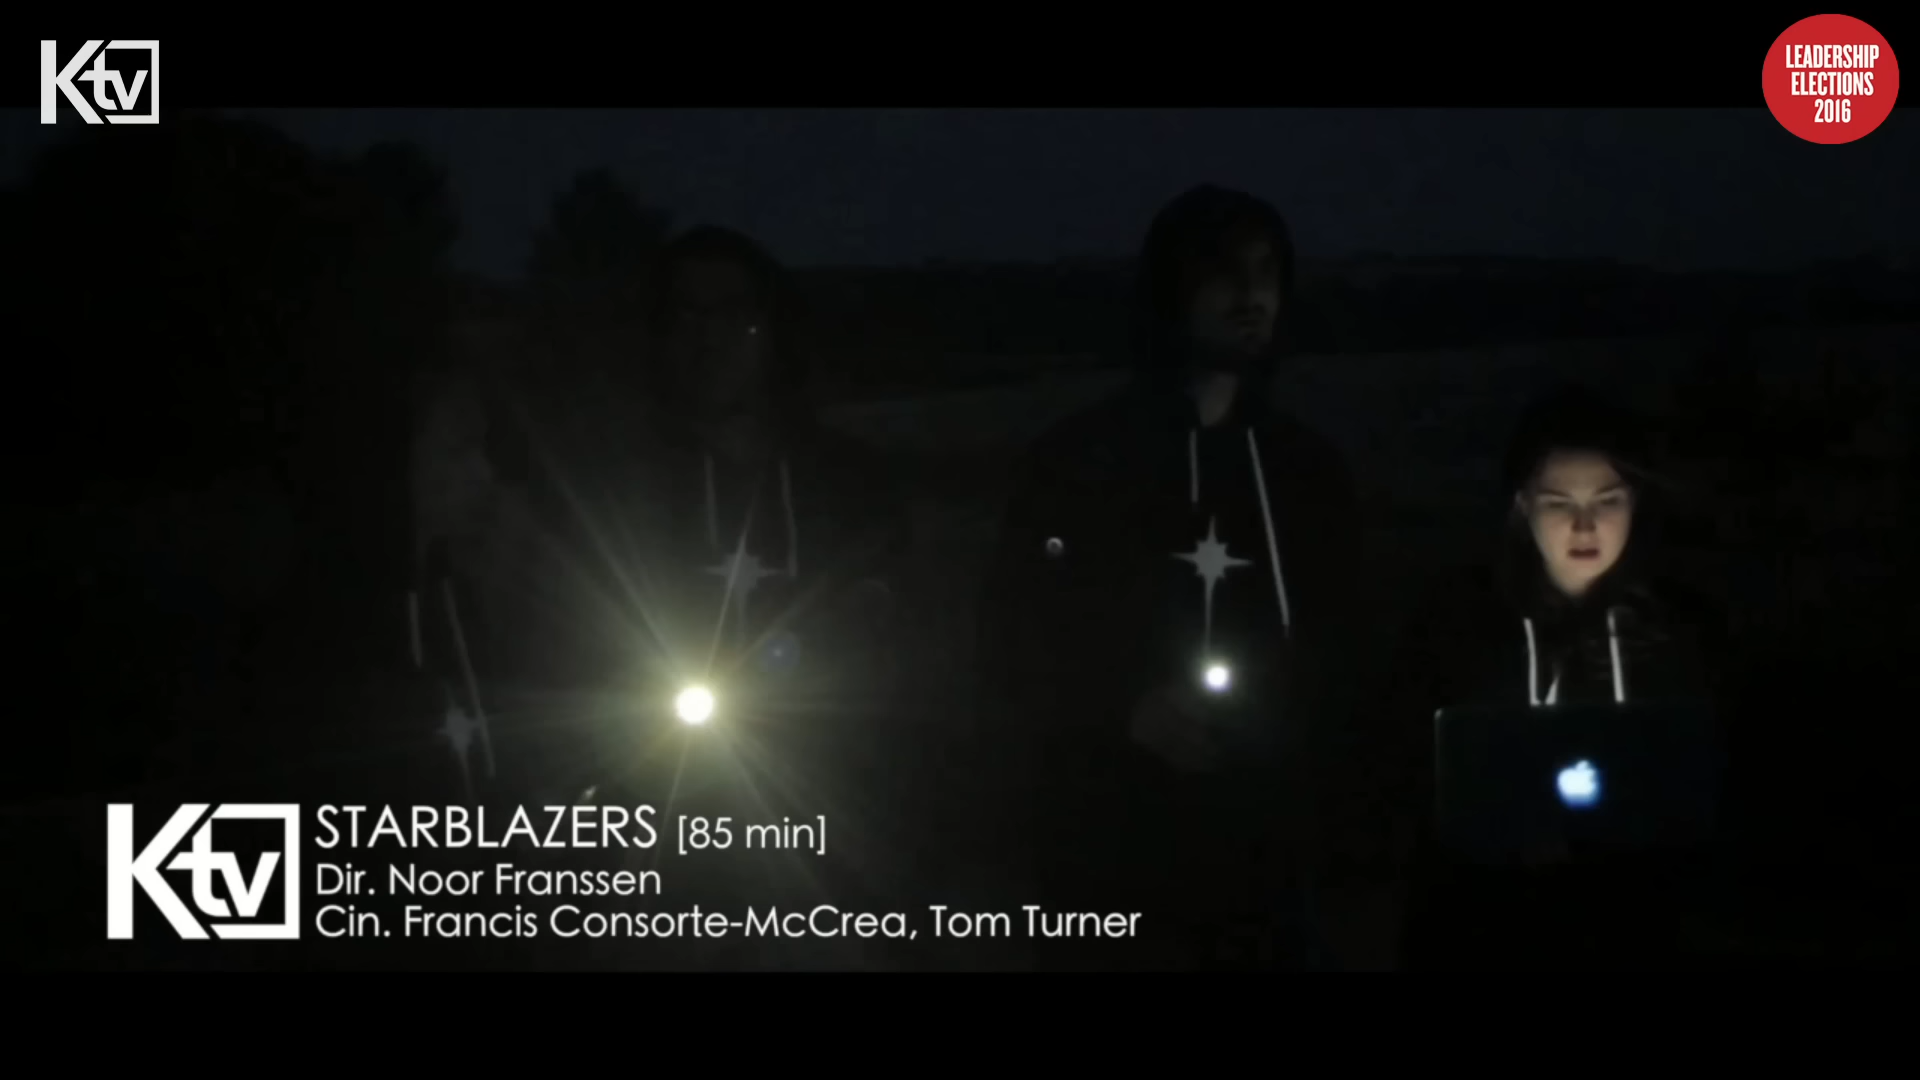 Ktv
LEADERSHIP
ELECTIONS
2016
Ktv
STARBLAZERS [85 min]
Dir. Noor Franssen
Cin. Francis Consorte-McCrea, Tom Turner